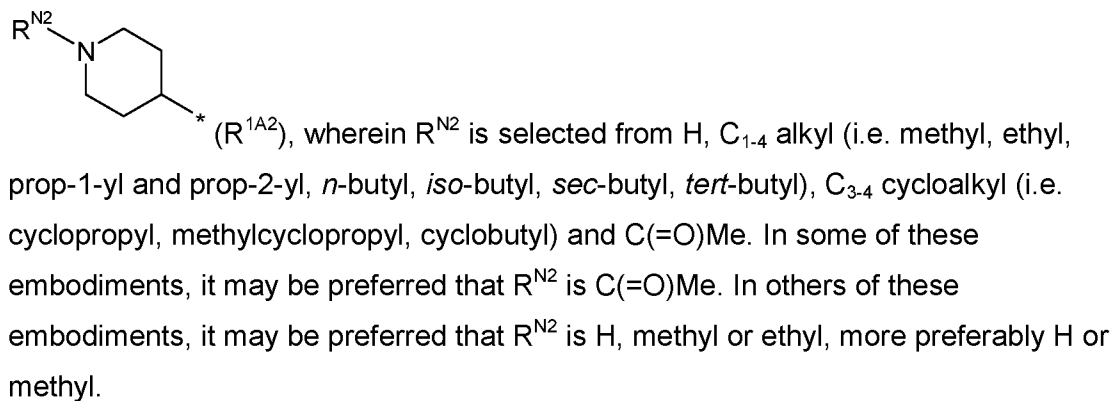 R^N2
N
* (R^1A2), wherein R^N2 is selected from H, C_1-4 alkyl (i.e. methyl, ethyl,
prop-1-yl and prop-2-yl, n-butyl, iso-butyl, sec-butyl, tert-butyl), C_3-4 cycloalkyl (i.e.
cyclopropyl, methylcyclopropyl, cyclobutyl) and C(=O)Me. In some of these
embodiments, it may be preferred that R^N2 is C(=O)Me. In others of these
embodiments, it may be preferred that R^N2 is H, methyl or ethyl, more preferably H or
methyl.